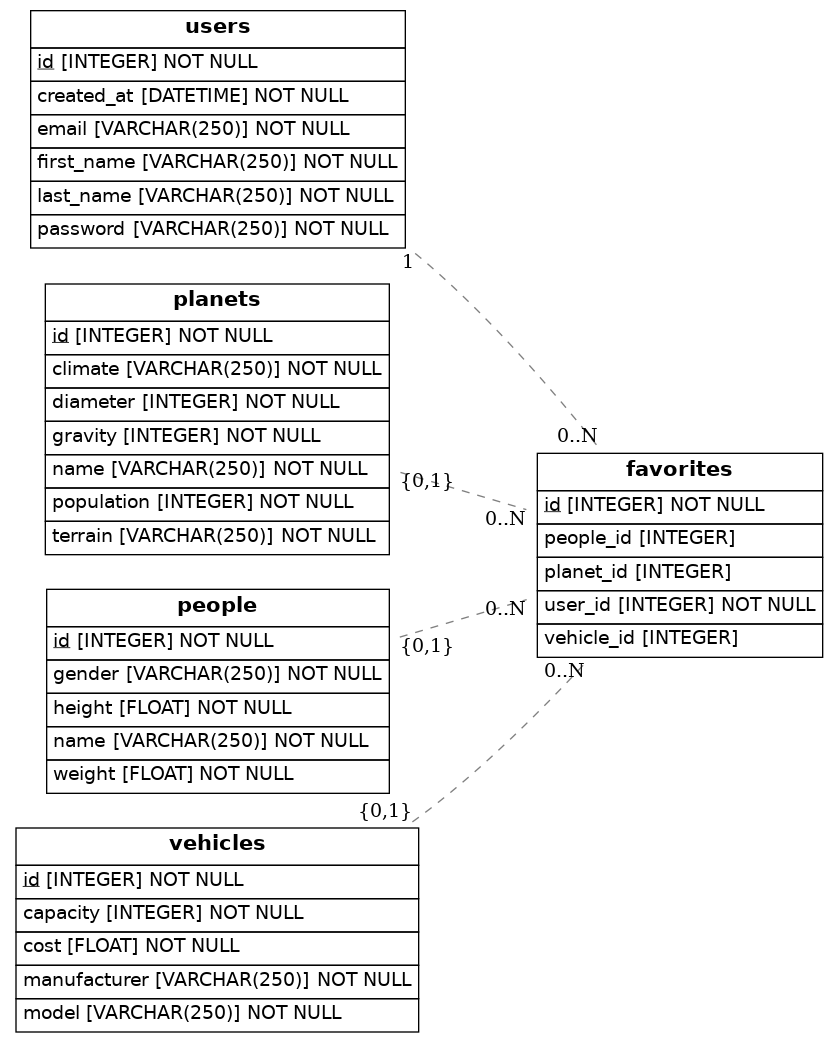 users
id [INTEGER] NOT NULL
created_at [DATETIME] NOT NULL
email [VARCHAR(250)] NOT NULL
first_name [VARCHAR(250)] NOT NULL
last_name [VARCHAR(250)] NOT NULL
password [VARCHAR(250)] NOT NULL
1
planets
id [INTEGER] NOT NULL
climate [VARCHAR(250)] NOT NULL
diameter [INTEGER] NOT NULL
gravity [INTEGER] NOT NULL
name [VARCHAR(250)] NOT NULL
population [INTEGER] NOT NULL
terrain [VARCHAR(250)] NOT NULL
{0,1}
0..N
0..N
favorites
id [INTEGER] NOT NULL
people_id [INTEGER]
planet_id [INTEGER]
user_id [INTEGER] NOT NULL
vehicle_id [INTEGER]
people
id [INTEGER] NOT NULL
gender [VARCHAR(250)] NOT NULL
height [FLOAT] NOT NULL
name [VARCHAR(250)] NOT NULL
weight [FLOAT] NOT NULL
0..N
{0,1}
0..N
{0,1}
vehicles
id [INTEGER] NOT NULL
capacity [INTEGER] NOT NULL
cost [FLOAT] NOT NULL
manufacturer [VARCHAR(250)] NOT NULL
model [VARCHAR(250)] NOT NULL